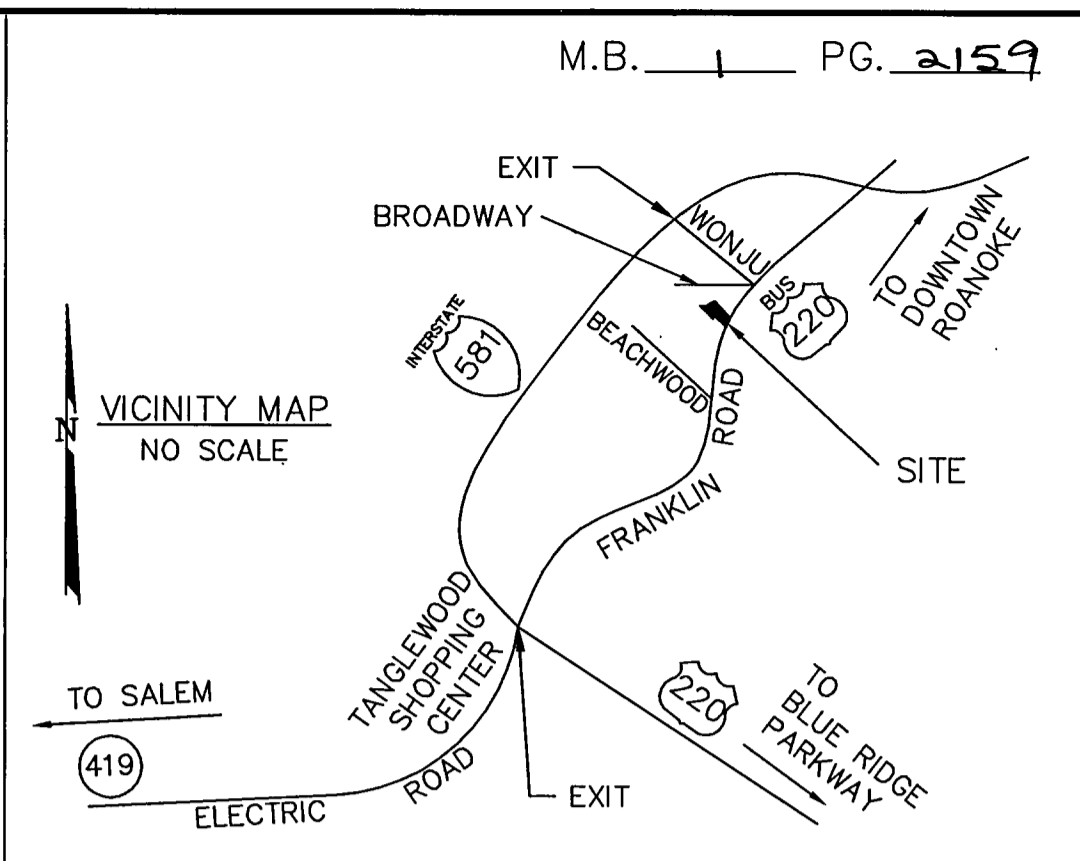 M.B. 1 PG. 2159
EXIT
BROADWAY
WONJU
BUS
220
TO
DOWNTOWN
ROANOKE
INTERSTATE
581
BEACHWOOD
N
VICINITY MAP
NO SCALE
FRANKLIN
ROAD
SITE
TANGLEWOOD
SHOPPING
CENTER
TO SALEM
419
ELECTRIC
ROAD
EXIT
220
TO
BLUE RIDGE
PARKWAY